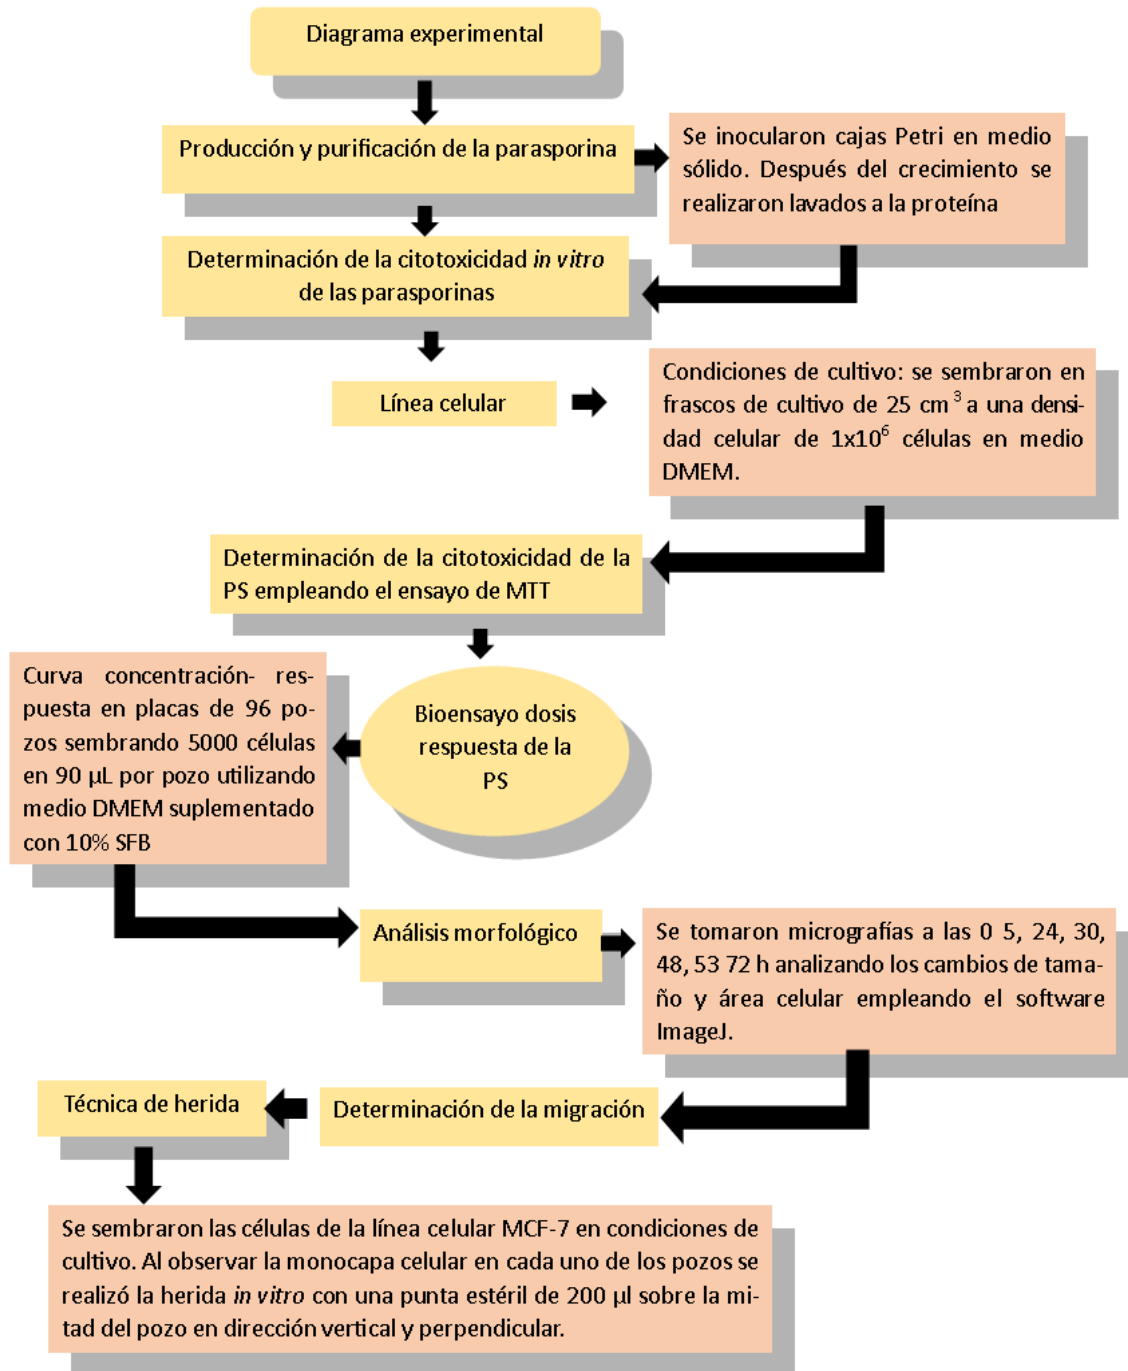 Diagrama experimental
Producción y purificación de la parasporina
Se inocularon cajas Petri en medio
sólido. Después del crecimiento se
realizaron lavados a la proteína
Determinación de la citotoxicidad in vitro
de las parasporinas
Línea celular
Condiciones de cultivo: se sembraron en
frascos de cultivo de 25 cm³ a una densi-
dad celular de 1x10⁶ células en medio
DMEM.
Determinación de la citotoxicidad de la
PS empleando el ensayo de MTT
Bioensayo dosis
respuesta de la
PS
Curva concentración- res-
puesta en placas de 96 po-
zos sembrando 5000 células
en 90 µL por pozo utilizando
medio DMEM suplementado
con 10% SFB
Análisis morfológico
Se tomaron micrografías a las 0 5, 24, 30,
48, 53 72 h analizando los cambios de tama-
ño y área celular empleando el software
ImageJ.
Determinación de la migración
Técnica de herida
Se sembraron las células de la línea celular MCF-7 en condiciones de
cultivo. Al observar la monocapa celular en cada uno de los pozos se
realizó la herida in vitro con una punta estéril de 200 µl sobre la mi-
tad del pozo en dirección vertical y perpendicular.